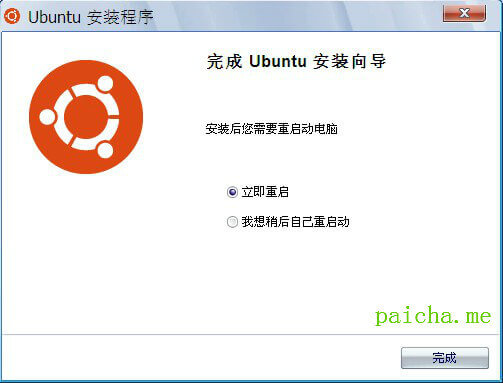 Ubuntu 安装程序
完成 Ubuntu 安装向导
安装后您需要重启动电脑
立即重启
我想稍后自己重启动
paicha.me
完成